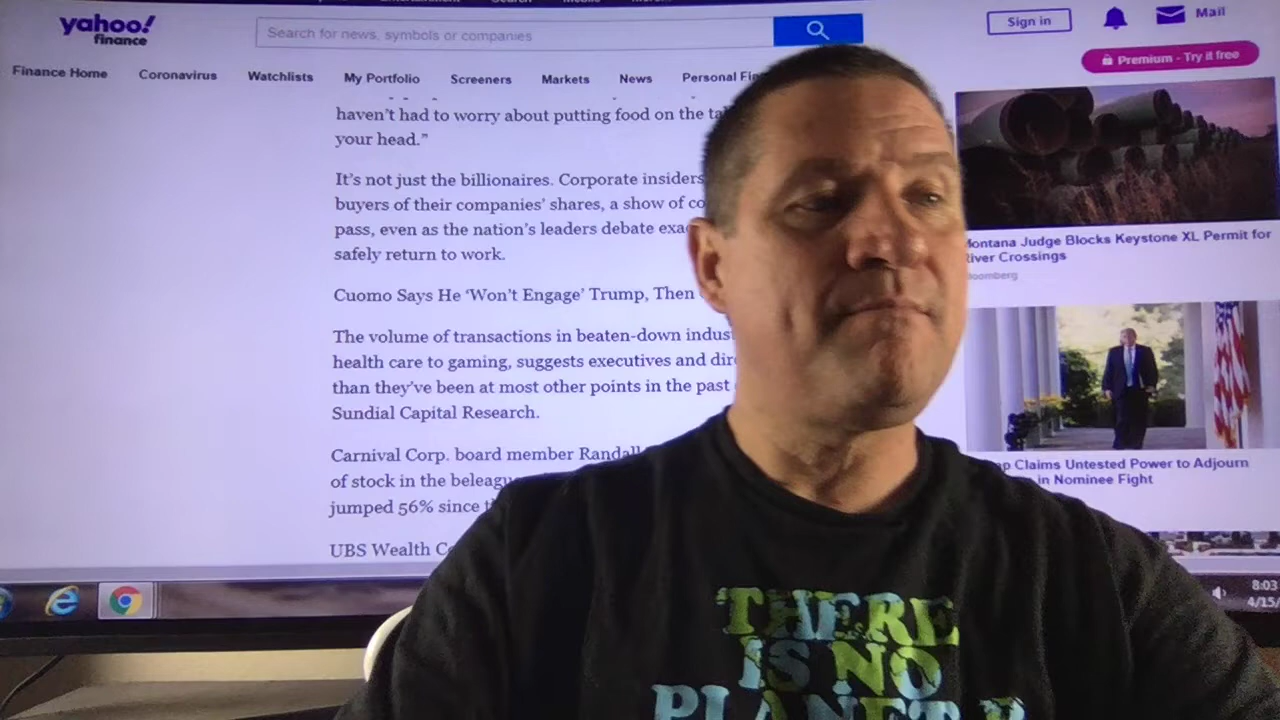 yahoo!
finance
Search for news, symbols or companies
Sign in
Mail
Premium - Try it free
Finance Home Coronavirus Watchlists My Portfolio Screeners Markets News Personal
haven't had to worry about putting food on the
your head."
It's not just the billionaires. Corporate insiders
buyers of their companies' shares, a show of
pass, even as the nation's leaders debate
safely return to work.
Cuomo Says He 'Won't Engage' Trump, Then
The volume of transactions in beaten-down
health care to gaming, suggests executives and
than they've been at most other points in the past
Sundial Capital Research.
Carnival Corp. board member Randall
of stock in the
jumped 56% since
UBS Wealth
Montana Judge Blocks Keystone XL Permit for
River Crossings
Bloomberg
Claims Untested Power to Adjourn
in Nominee Fight
8:03
4/15/
THERE
IS NO
PLANET B